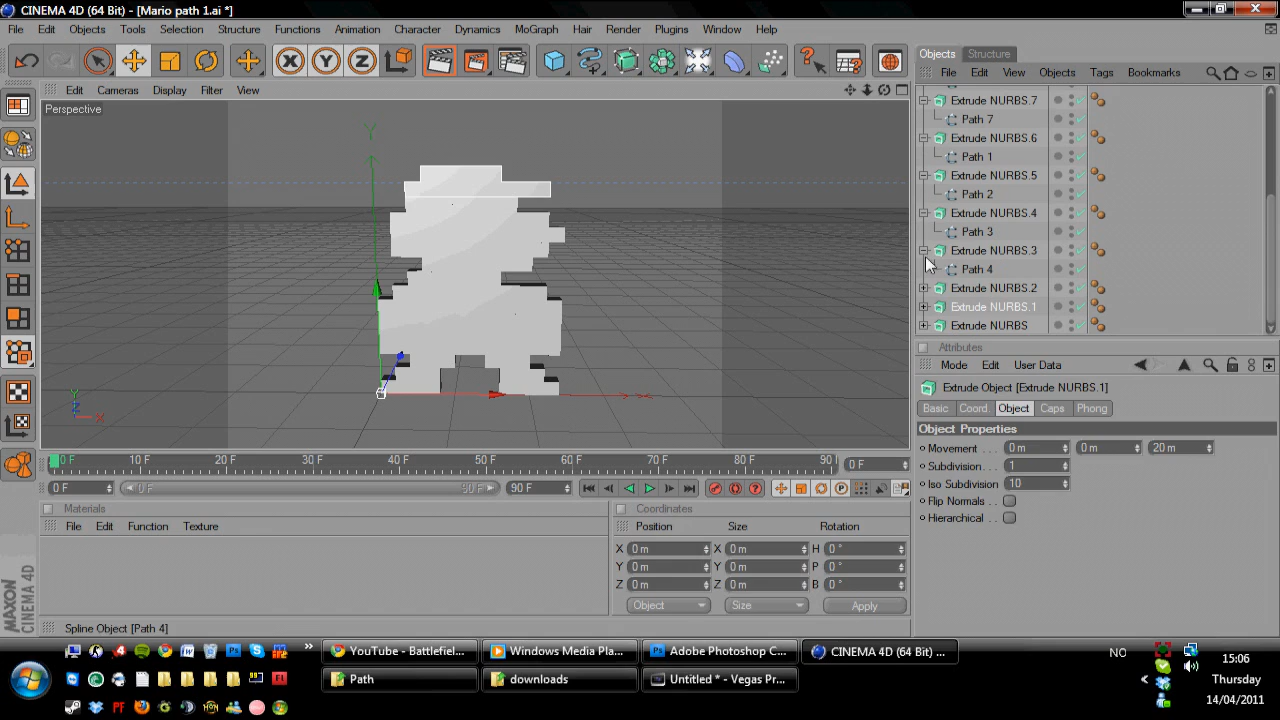 CINEMA 4D (64 Bit) - [Mario path 1.ai *]
File Edit Objects Tools Selection Structure Functions Animation Character Dynamics MoGraph Hair Render Plugins Window Help
Objects Structure
File Edit View Objects Tags Bookmarks
Edit Cameras Display Filter View
Perspective
Y
Z X
Extrude NURBS.7
Path 7
Extrude NURBS.6
Path 1
Extrude NURBS.5
Path 2
Extrude NURBS.4
Path 3
Extrude NURBS.3
Path 4
Extrude NURBS.2
Extrude NURBS.1
Extrude NURBS
Attributes
Mode Edit User Data
Extrude Object [Extrude NURBS.1]
Basic Coord. Object Caps Phong
Object Properties
Movement . . . 0 m 0 m 20 m
Subdivision . . 1
Iso Subdivision 10
Flip Normals . .
Hierarchical . .
0 F 10 F 20 F 30 F 40 F 50 F 60 F 70 F 80 F 90 0 F
0 F 0 F 90 F 90 F
Materials
File Edit Function Texture
Coordinates
Position Size Rotation
X 0 m X 0 m H 0 °
Y 0 m Y 0 m P 0 °
Z 0 m Z 0 m B 0 °
Object Size Apply
MAXON CINEMA 4D
Spline Object [Path 4]
YouTube - Battlefiel...
Windows Media Pla...
Adobe Photoshop C...
CINEMA 4D (64 Bit) ...
Path
downloads
Untitled * - Vegas Pr...
NO
15:06
Thursday
14/04/2011